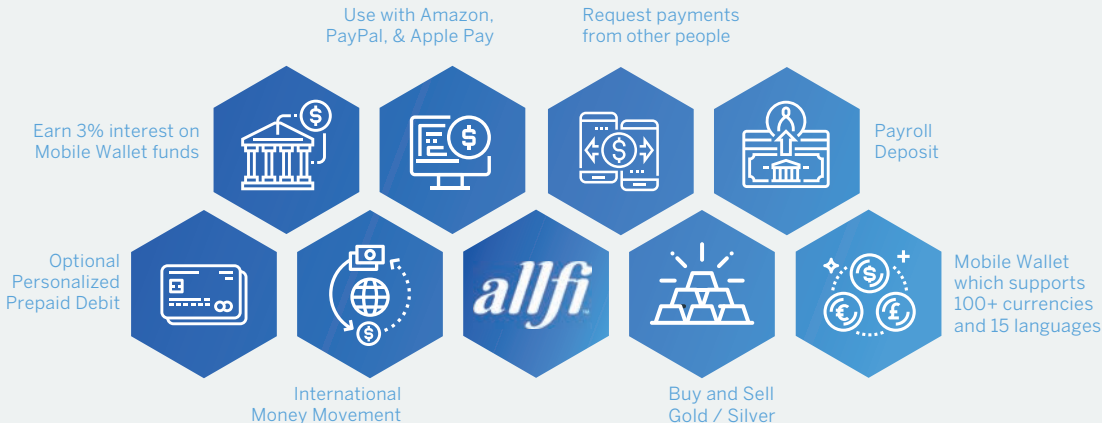 Use with Amazon,
PayPal, & Apple Pay
Request payments
from other people
Earn 3% interest on
Mobile Wallet funds
Payroll
Deposit
Optional
Personalized
Prepaid Debit
allfi
Mobile Wallet
which supports
100+ currencies
and 15 languages
International
Money Movement
Buy and Sell
Gold / Silver